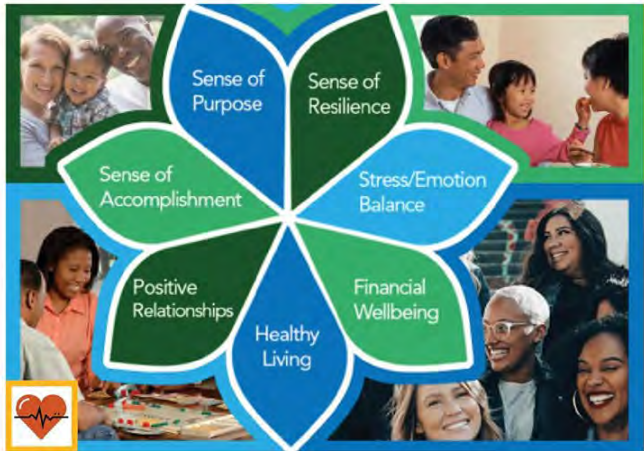 Sense of
Purpose
Sense of
Resilience
Sense of
Accomplishment
Stress/Emotion
Balance
Positive
Relationships
Financial
Wellbeing
Healthy
Living